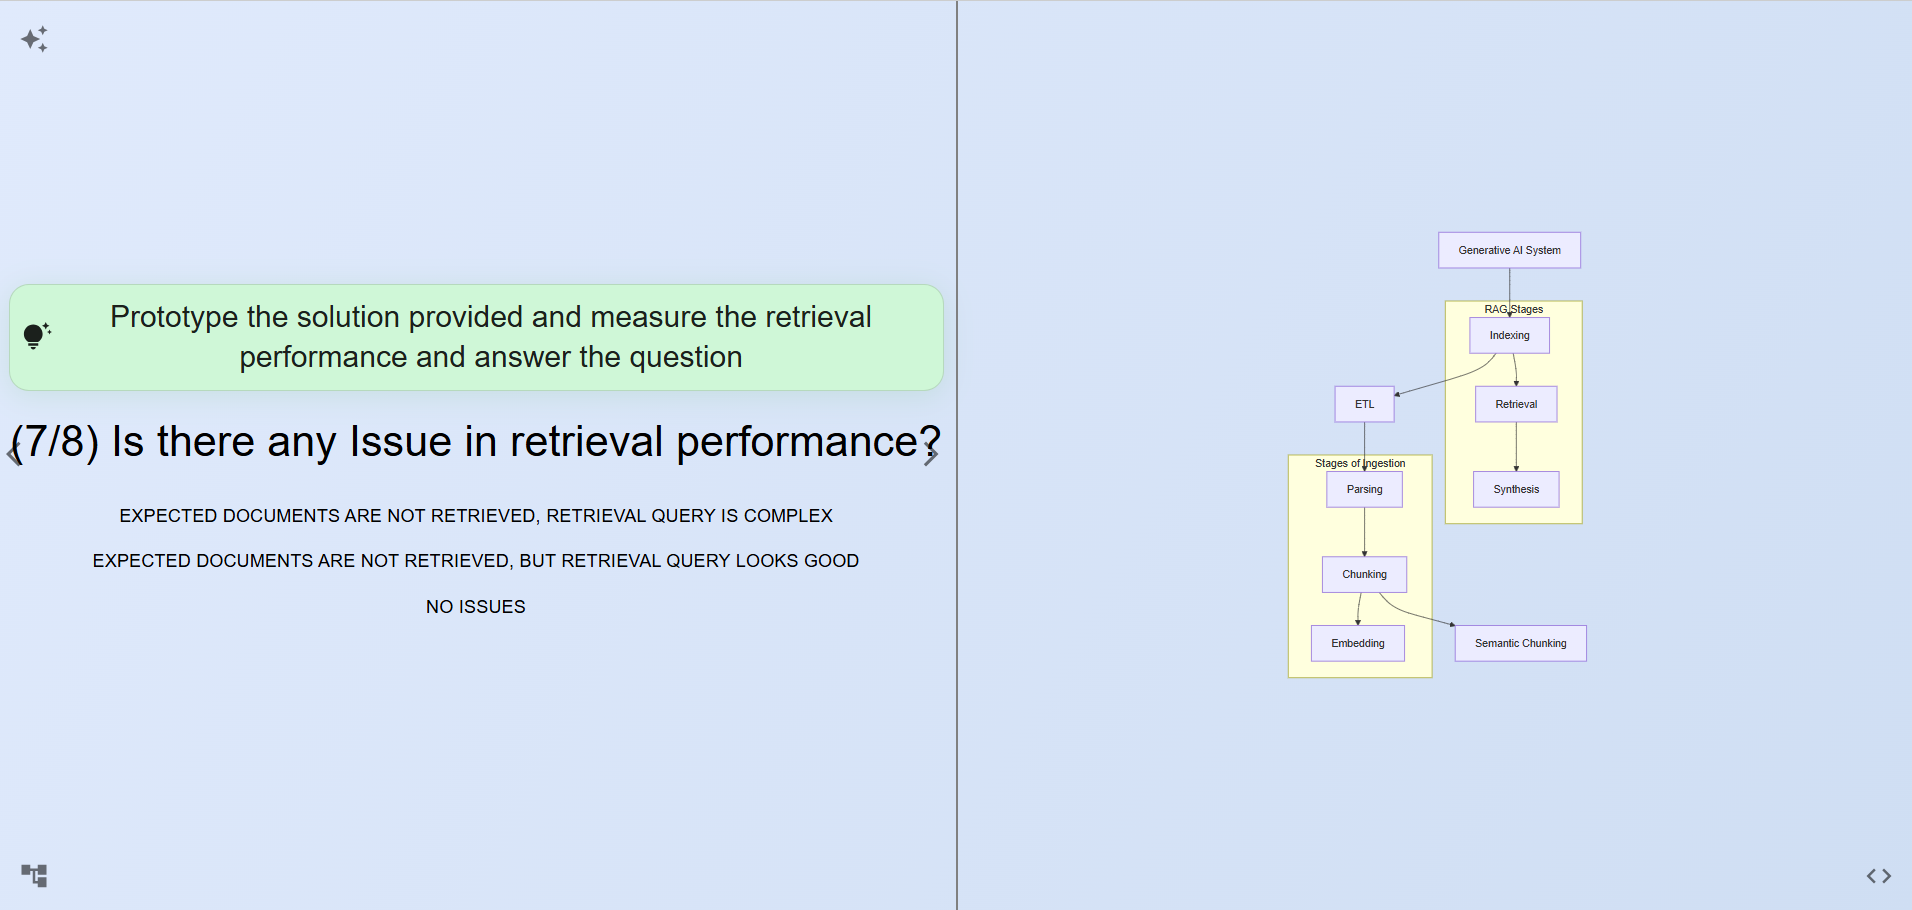 Prototype the solution provided and measure the retrieval
performance and answer the question
(7/8) Is there any Issue in retrieval performance?
EXPECTED DOCUMENTS ARE NOT RETRIEVED, RETRIEVAL QUERY IS COMPLEX
EXPECTED DOCUMENTS ARE NOT RETRIEVED, BUT RETRIEVAL QUERY LOOKS GOOD
NO ISSUES
Generative AI System
RAG Stages
Indexing
ETL
Retrieval
Stages of Ingestion
Parsing
Synthesis
Chunking
Embedding
Semantic Chunking